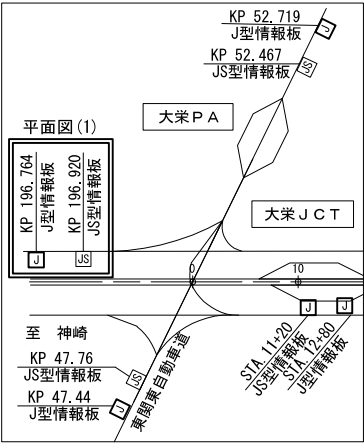 KP 52.719
J型情報板
J
KP 52.467
JS型情報板
JS
大栄PA
平面図(1)
KP 196.764
J型情報板
KP 196.920
JS型情報板
J
JS
大栄JCT
0
10
至 神崎
KP 47.76
JS型情報板
JS
KP 47.44
J型情報板
J
東関東自動車道
J
J
STA.11+20
JS型情報板
STA.12+80
J型情報板